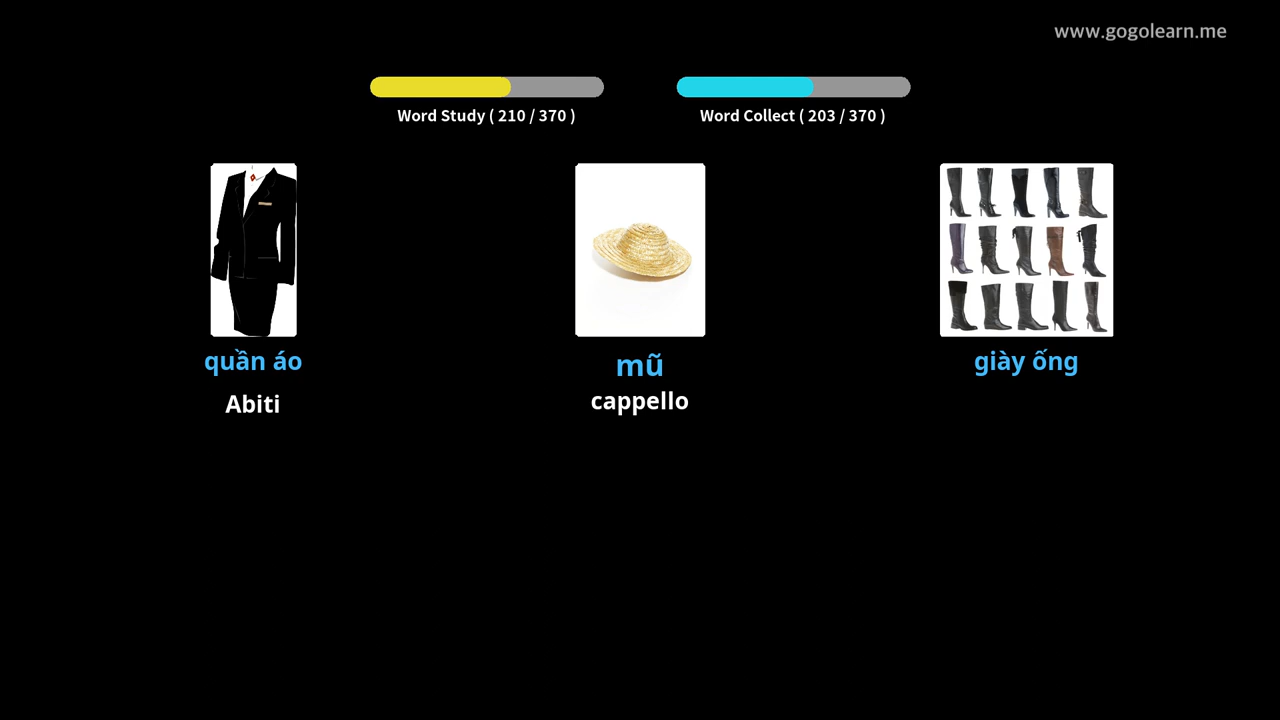 www.gogolearn.me
Word Study ( 210 / 370 )
Word Collect ( 203 / 370 )
quần áo
Abiti
mũ
cappello
giày ống